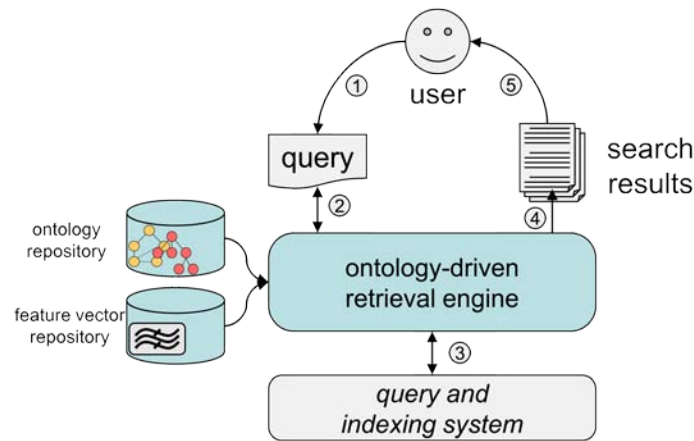 ①
⑤
user
query
search
results
②
④
ontology
repository
ontology-driven
retrieval engine
feature vector
repository
③
query and
indexing system